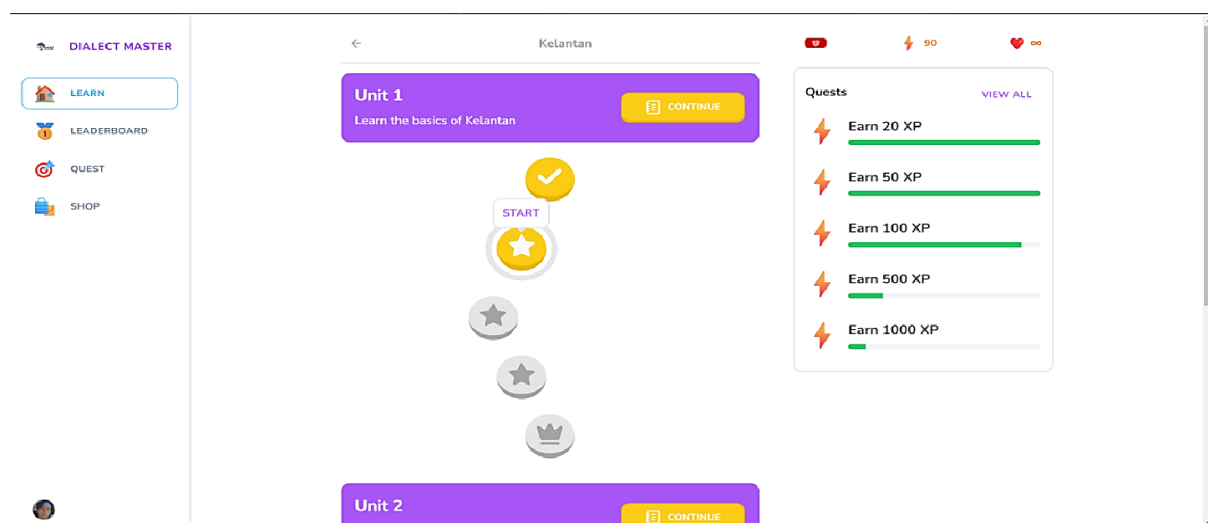 DIALECT MASTER
LEARN
LEADERBOARD
QUEST
SHOP
Kelantan
Unit 1
Learn the basics of Kelantan
CONTINUE
START
Unit 2
CONTINUE
90
∞
Quests
VIEW ALL
Earn 20 XP
Earn 50 XP
Earn 100 XP
Earn 500 XP
Earn 1000 XP